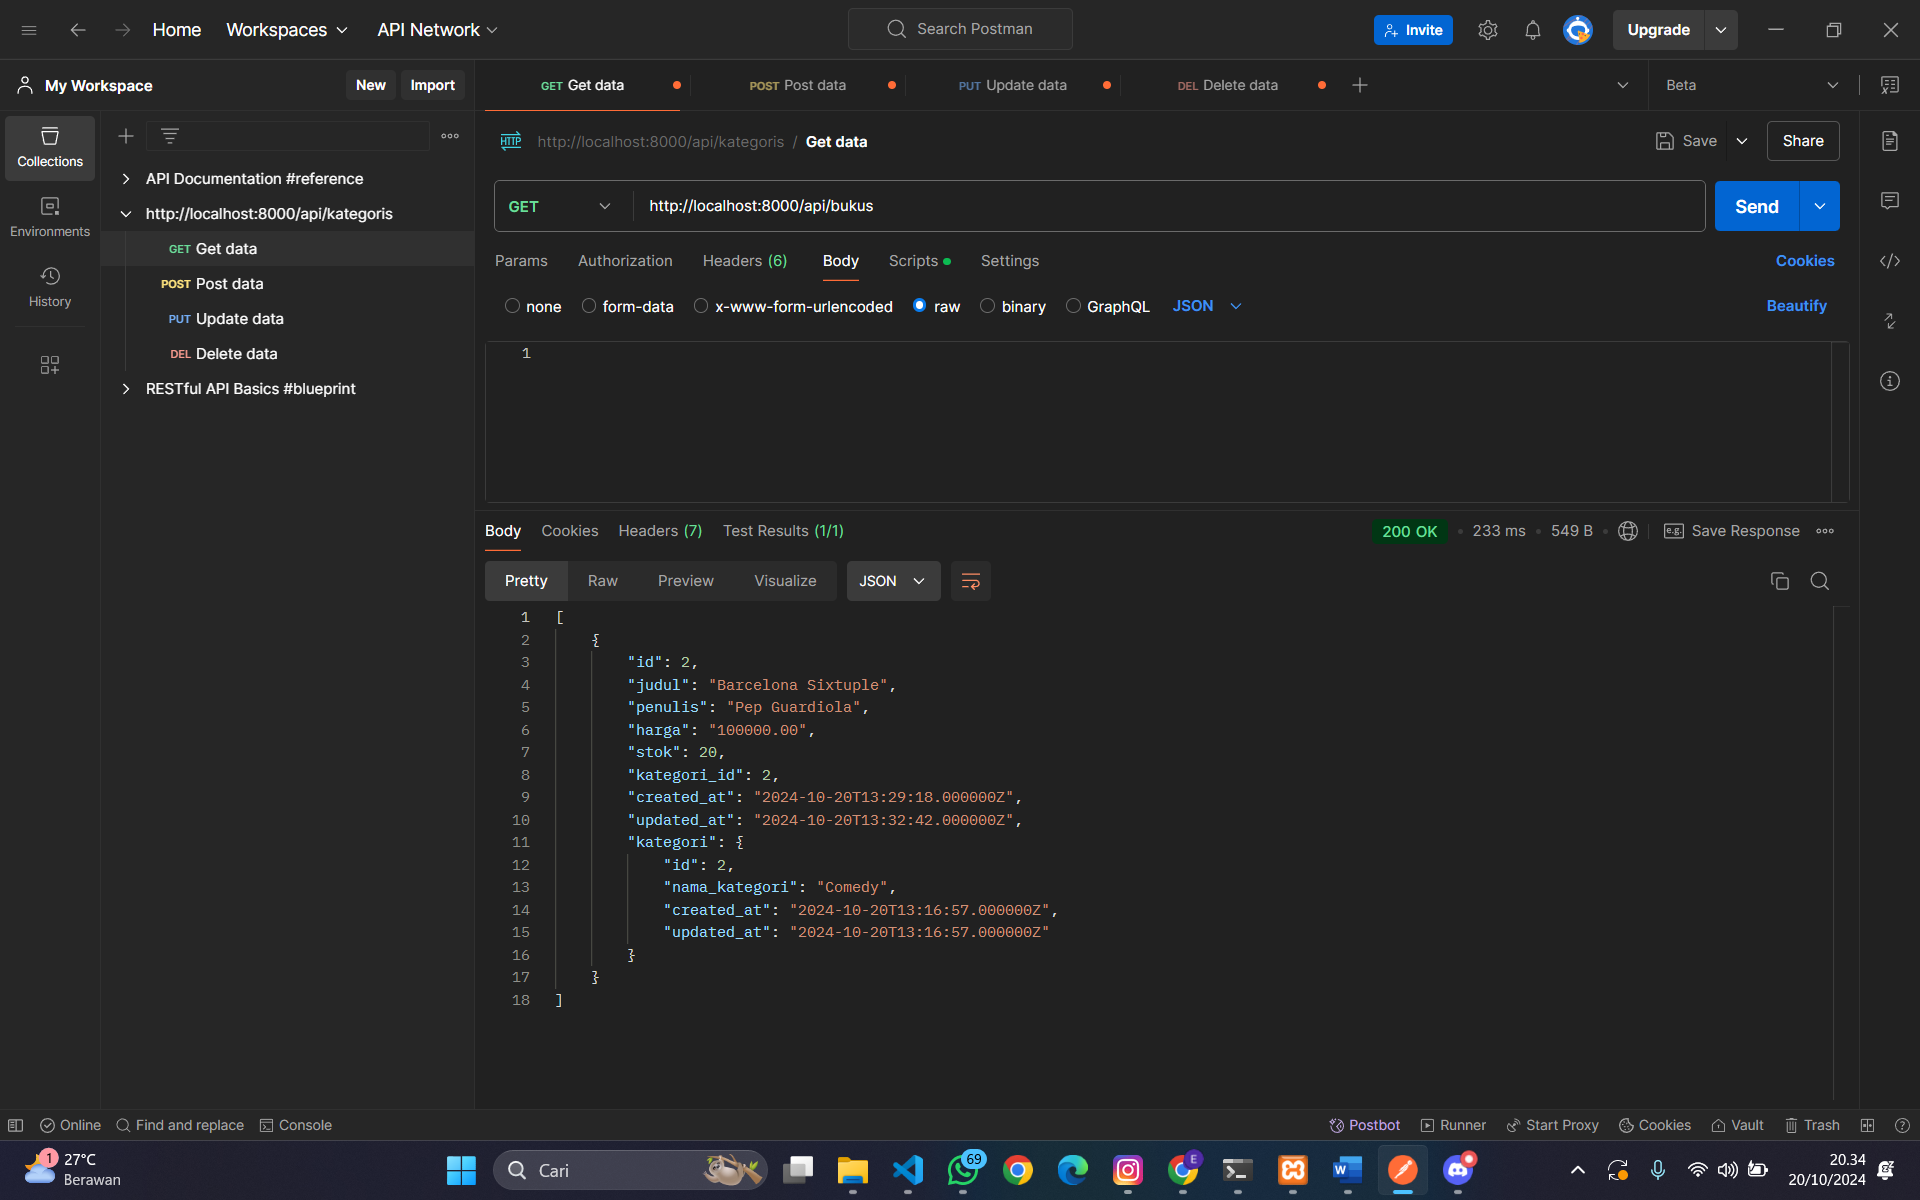 Home Workspaces API Network Search Postman Invite Upgrade
My Workspace New Import GET Get data POST Post data PUT Update data DEL Delete data Beta
Collections
Environments
History
API Documentation #reference
http://localhost:8000/api/kategoris
GET Get data
POST Post data
PUT Update data
DEL Delete data
RESTful API Basics #blueprint
HTTP http://localhost:8000/api/kategoris / Get data Save Share
GET http://localhost:8000/api/bukus Send
Params Authorization Headers (6) Body Scripts Settings Cookies
none form-data x-www-form-urlencoded raw binary GraphQL JSON Beautify
1
Body Cookies Headers (7) Test Results (1/1) 200 OK 233 ms 549 B e.g. Save Response
Pretty Raw Preview Visualize JSON
1 [
2 {
3 "id": 2,
4 "judul": "Barcelona Sixtuple",
5 "penulis": "Pep Guardiola",
6 "harga": "100000.00",
7 "stok": 20,
8 "kategori_id": 2,
9 "created_at": "2024-10-20T13:29:18.000000Z",
10 "updated_at": "2024-10-20T13:32:42.000000Z",
11 "kategori": {
12 "id": 2,
13 "nama_kategori": "Comedy",
14 "created_at": "2024-10-20T13:16:57.000000Z",
15 "updated_at": "2024-10-20T13:16:57.000000Z"
16 }
17 }
18 ]
Online Find and replace Console Postbot Runner Start Proxy Cookies Vault Trash
1 27°C
Berawan
Cari
69
E
20.34
20/10/2024